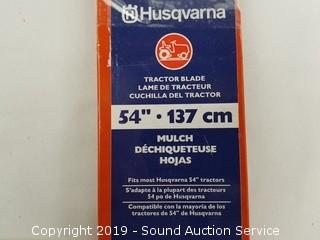 Husqvarna
TRACTOR BLADE
LAME DE TRACTEUR
CUCHILLA DEL TRACTOR
54" • 137 cm
MULCH
DÉCHIQUETEUSE
HOJAS
Fits most Husqvarna 54" tractors
S'adapte à la plupart des tracteurs
54 po de Husqvarna
Compatible con la mayoría de los
tractores de 54" de Husqvarna
Copyright 2019 - Sound Auction Service